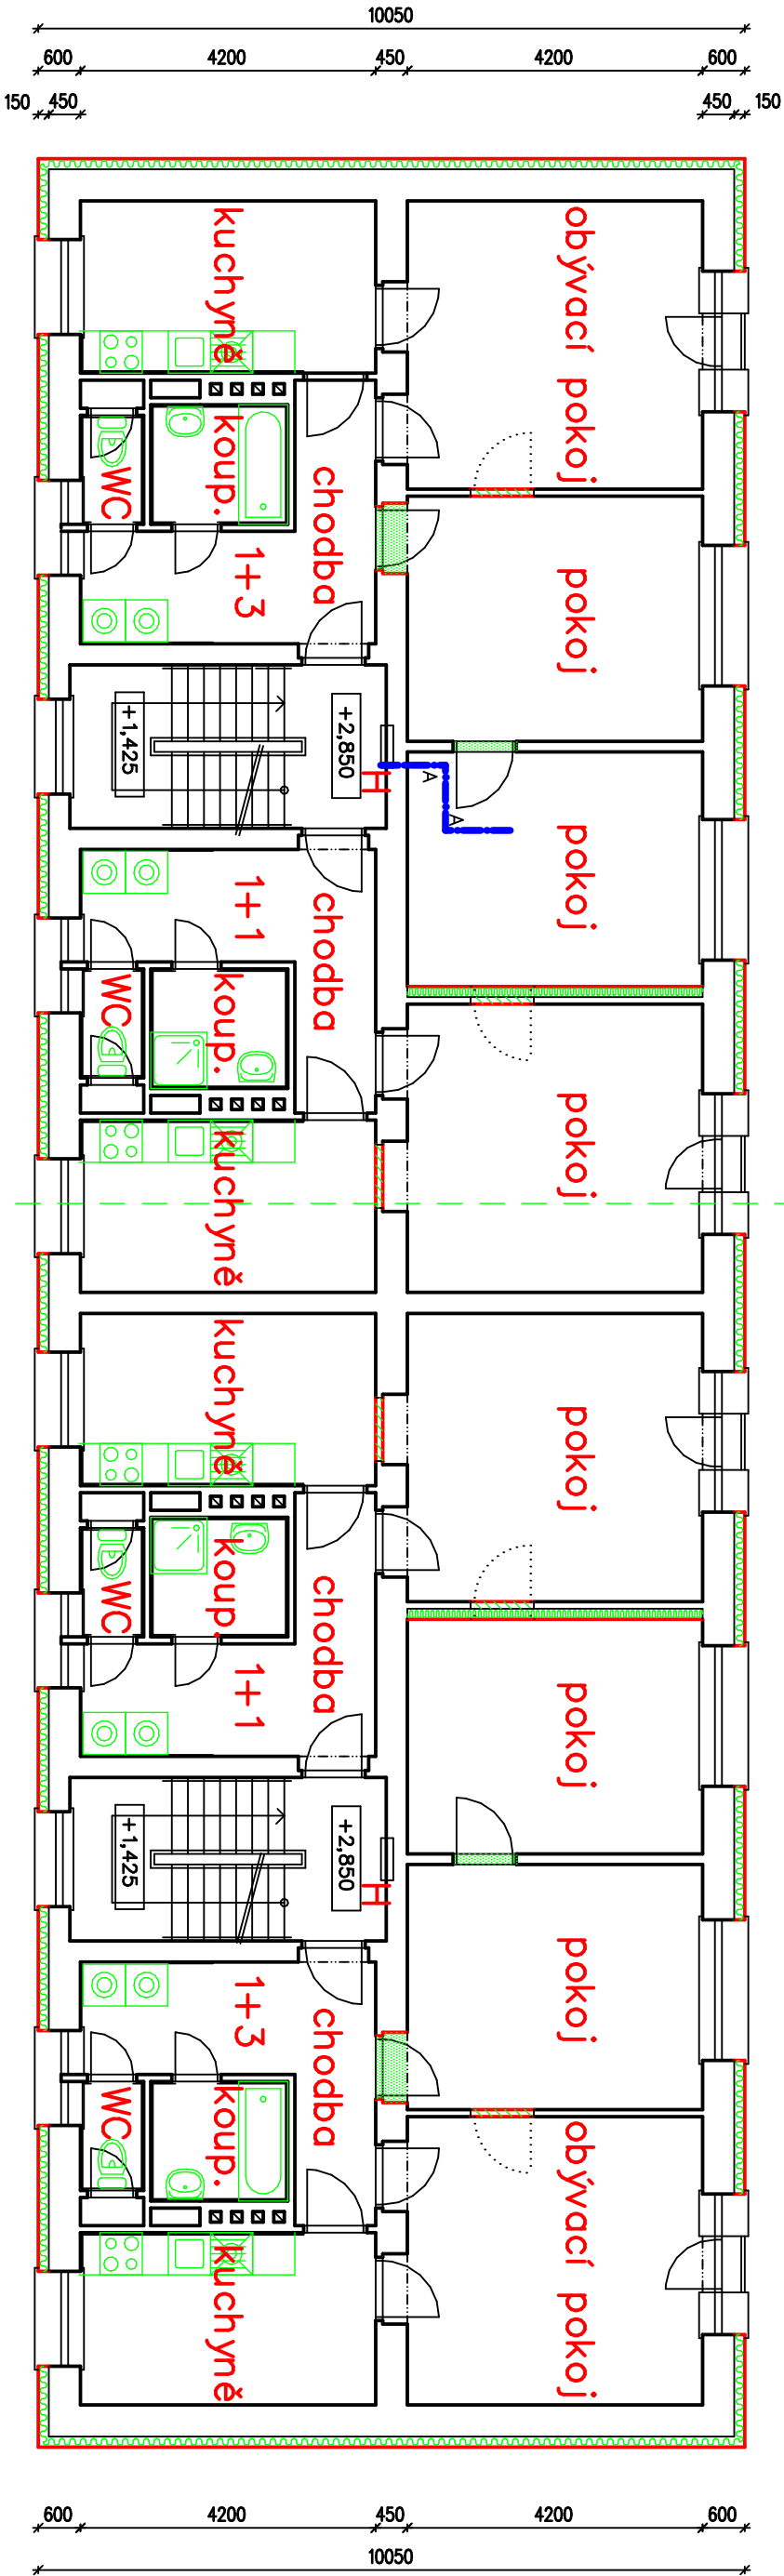 10050
600 4200 450 4200 600
150 450 450 150
kuchyně
obývací pokoj
koup.
WC
chodba
1+3
pokoj
+1,425
+2,850
H
A
A
pokoj
1+1
chodba
WC
koup.
pokoj
kuchyně
kuchyně
pokoj
koup.
WC
chodba
1+1
pokoj
+1,425
+2,850
H
pokoj
1+3
chodba
WC
koup.
obývací pokoj
kuchyně
600 4200 450 4200 600
10050